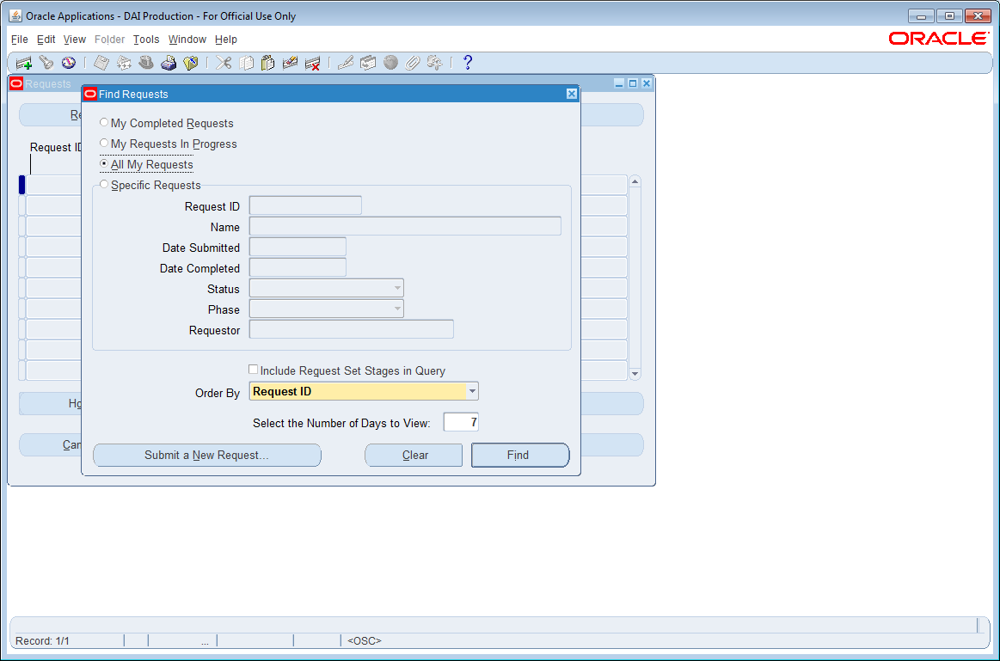 Oracle Applications - DAI Production - For Official Use Only
File Edit View Folder Tools Window Help
ORACLE
Requests
Find Requests
My Completed Requests
My Requests In Progress
Request ID
All My Requests
Specific Requests
Request ID
Name
Date Submitted
Date Completed
Status
Phase
Requestor
Include Request Set Stages in Query
Order By Request ID
Select the Number of Days to View: 7
Submit a New Request... Clear Find
Record: 1/1 ... <OSC>